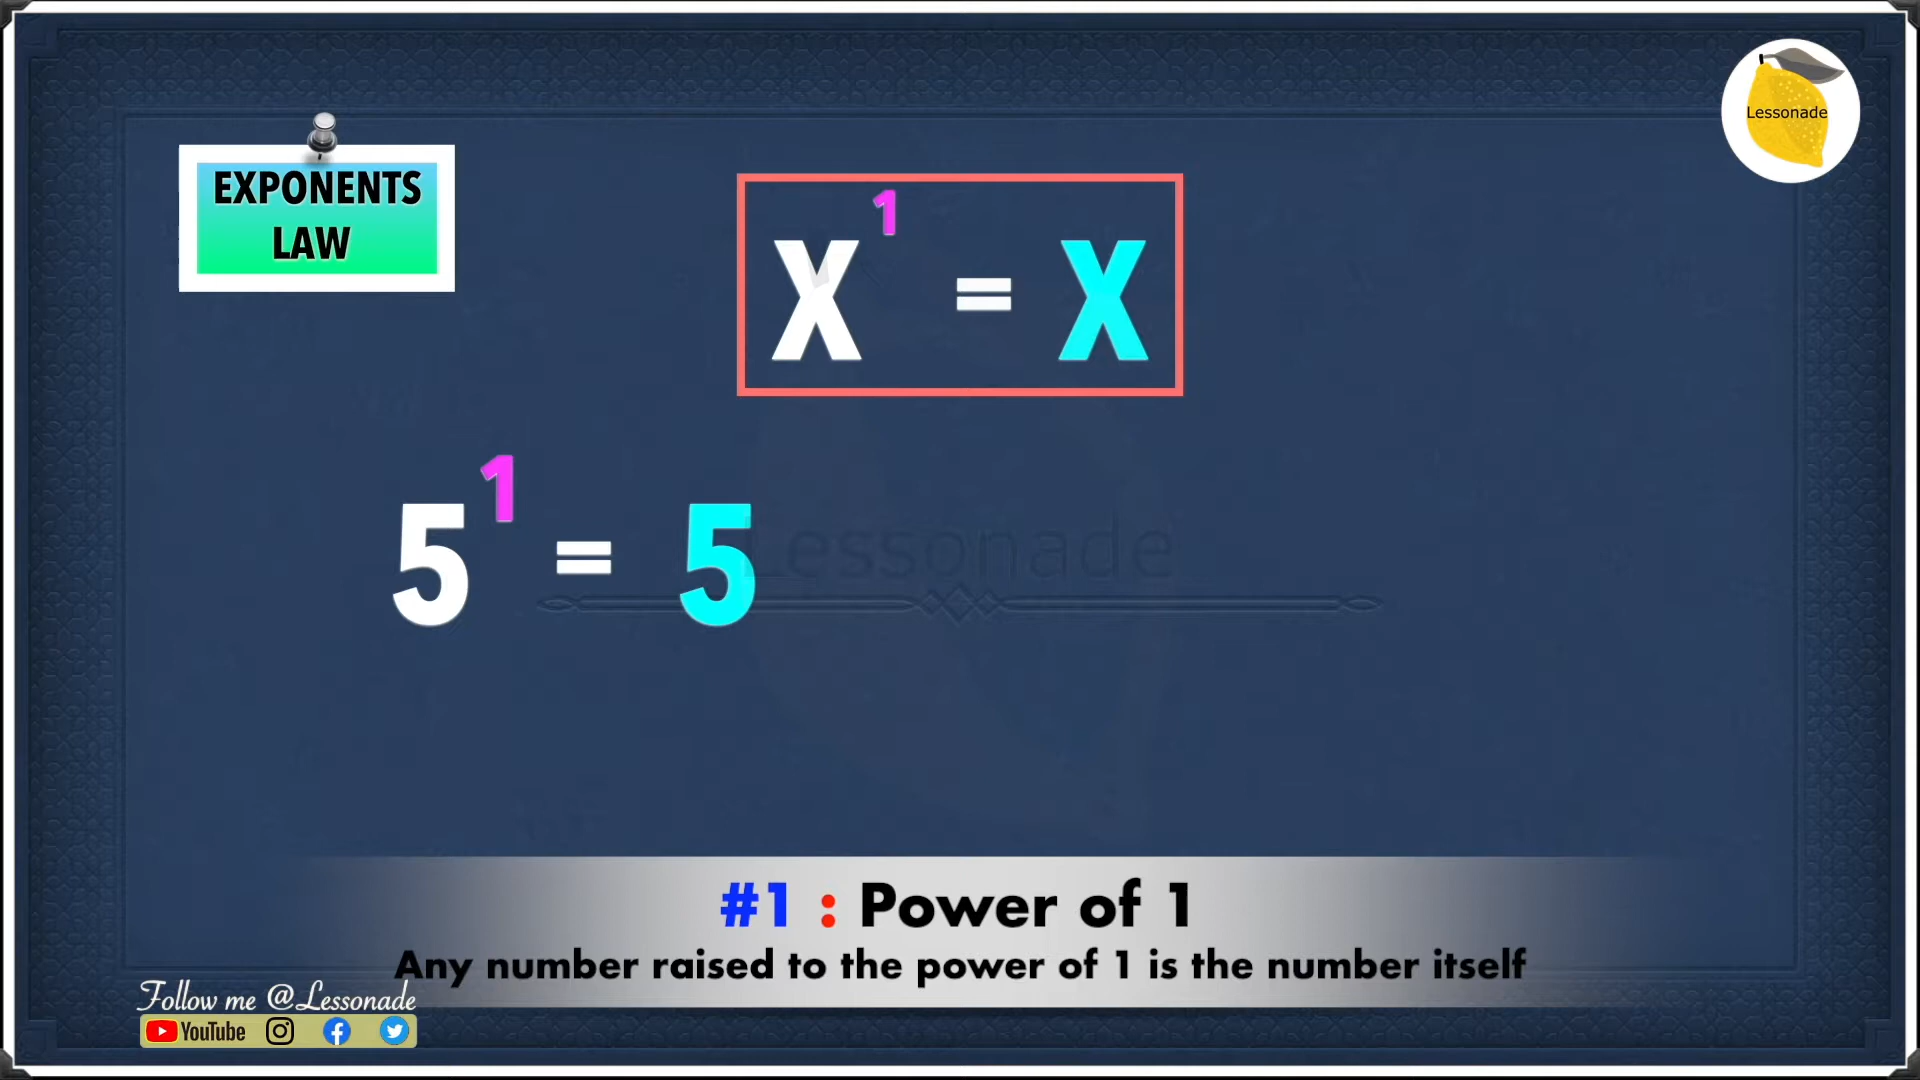 EXPONENTS
LAW
Lessonade
X¹ = X
5¹ = 5
Lessonade
#1 : Power of 1
Any number raised to the power of 1 is the number itself
Follow me @Lessonade
YouTube